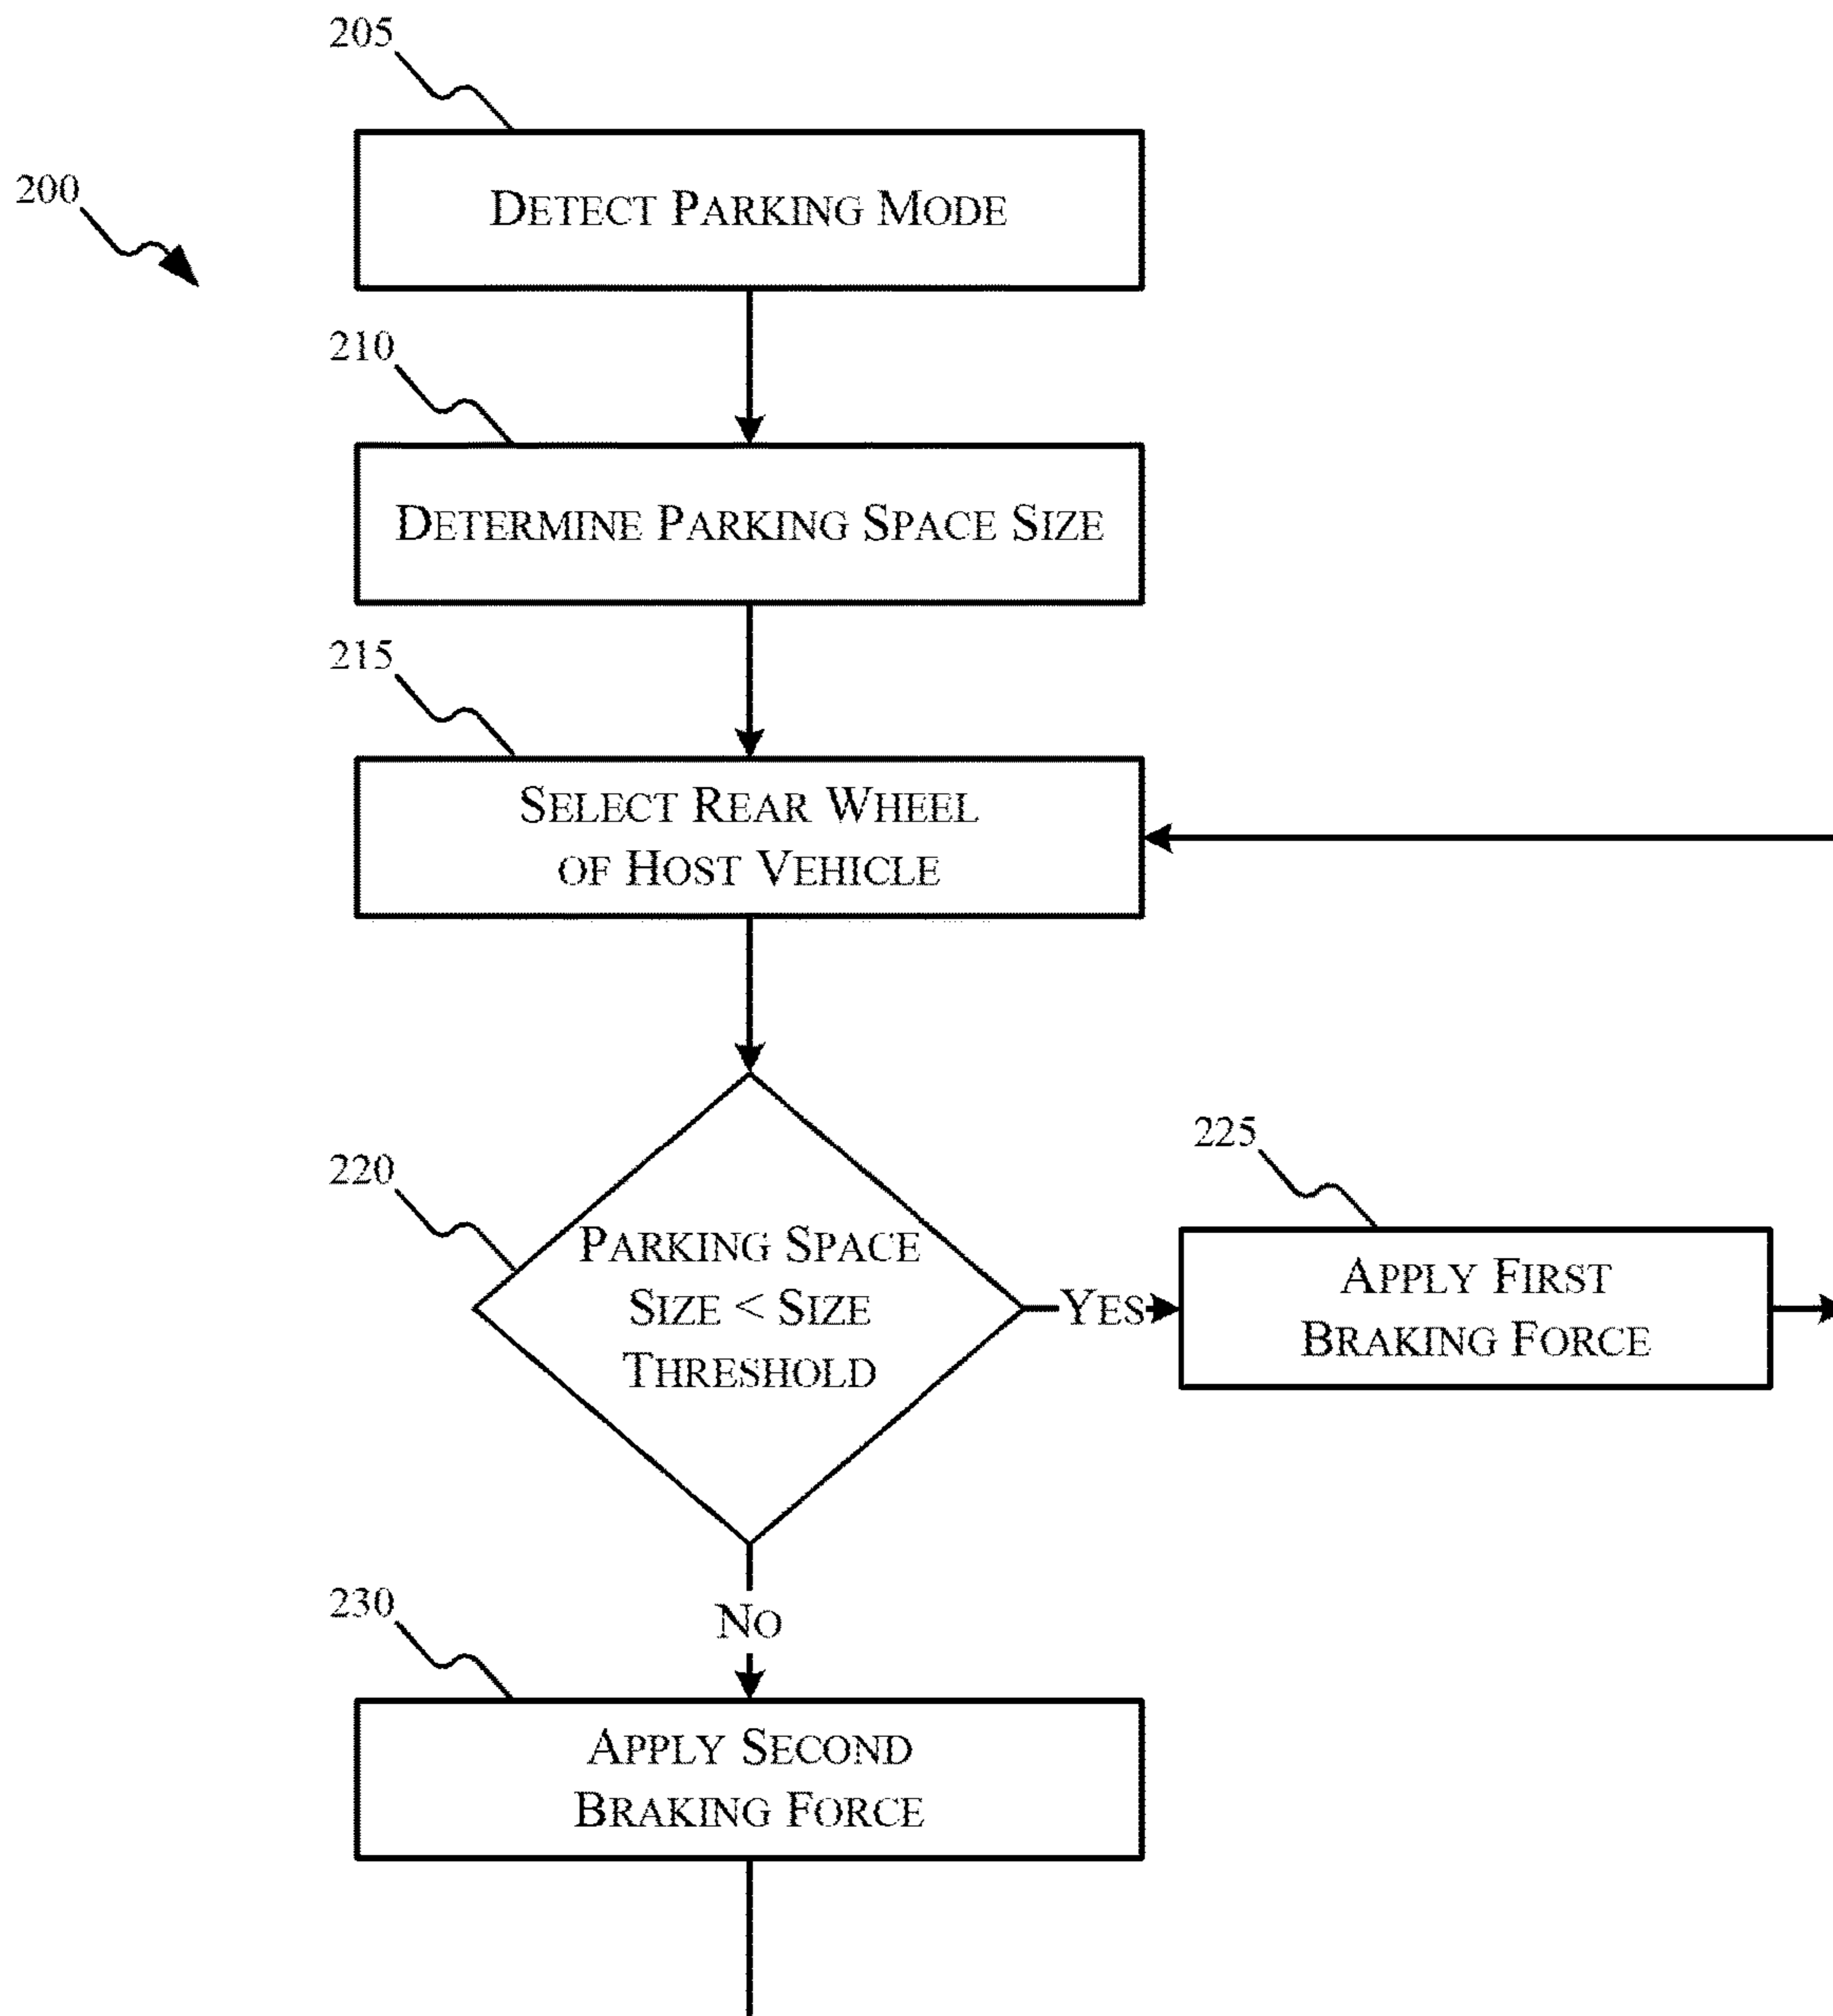 205
200
DETECT PARKING MODE
210
DETERMINE PARKING SPACE SIZE
215
SELECT REAR WHEEL
OF HOST VEHICLE
220
PARKING SPACE
SIZE < SIZE
THRESHOLD
YES
225
APPLY FIRST
BRAKING FORCE
NO
230
APPLY SECOND
BRAKING FORCE